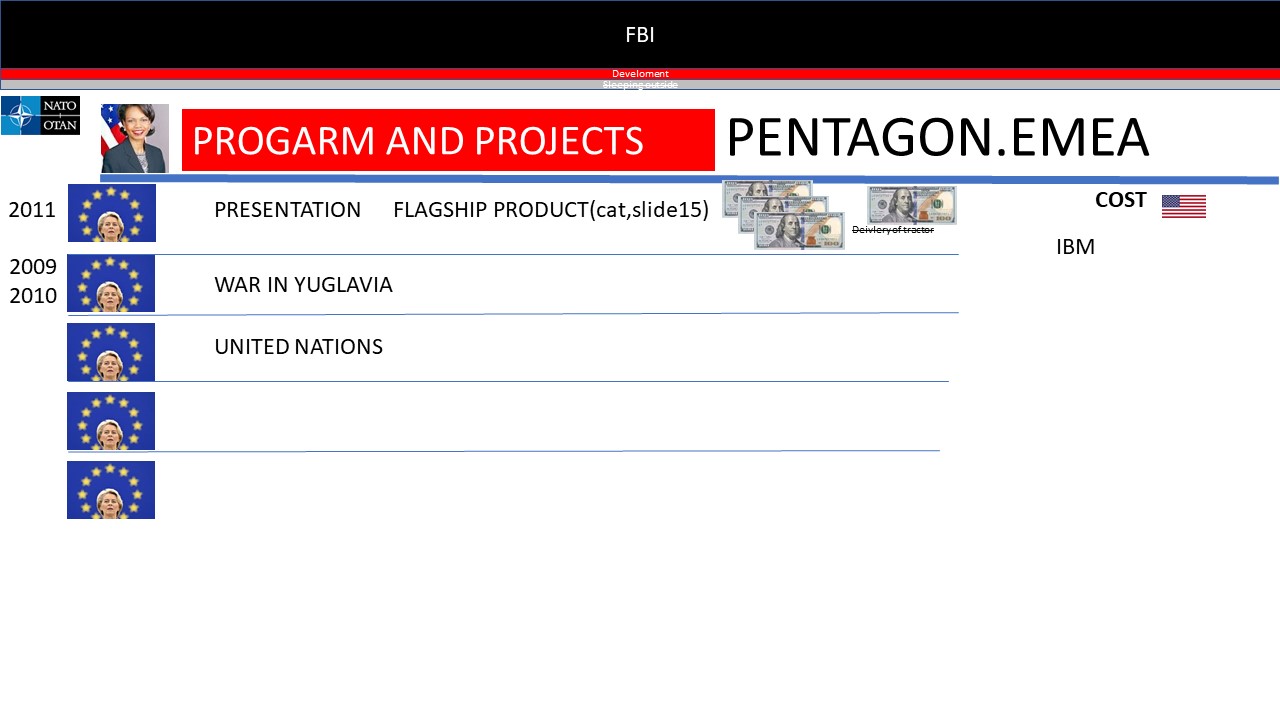 FBI
Develoment
Sleeping outside
NATO
OTAN
PROGARM AND PROJECTS
PENTAGON.EMEA
2011
PRESENTATION FLAGSHIP PRODUCT(cat,slide15)
Deivlery of tractor
COST
IBM
2009
2010
WAR IN YUGLAVIA
UNITED NATIONS